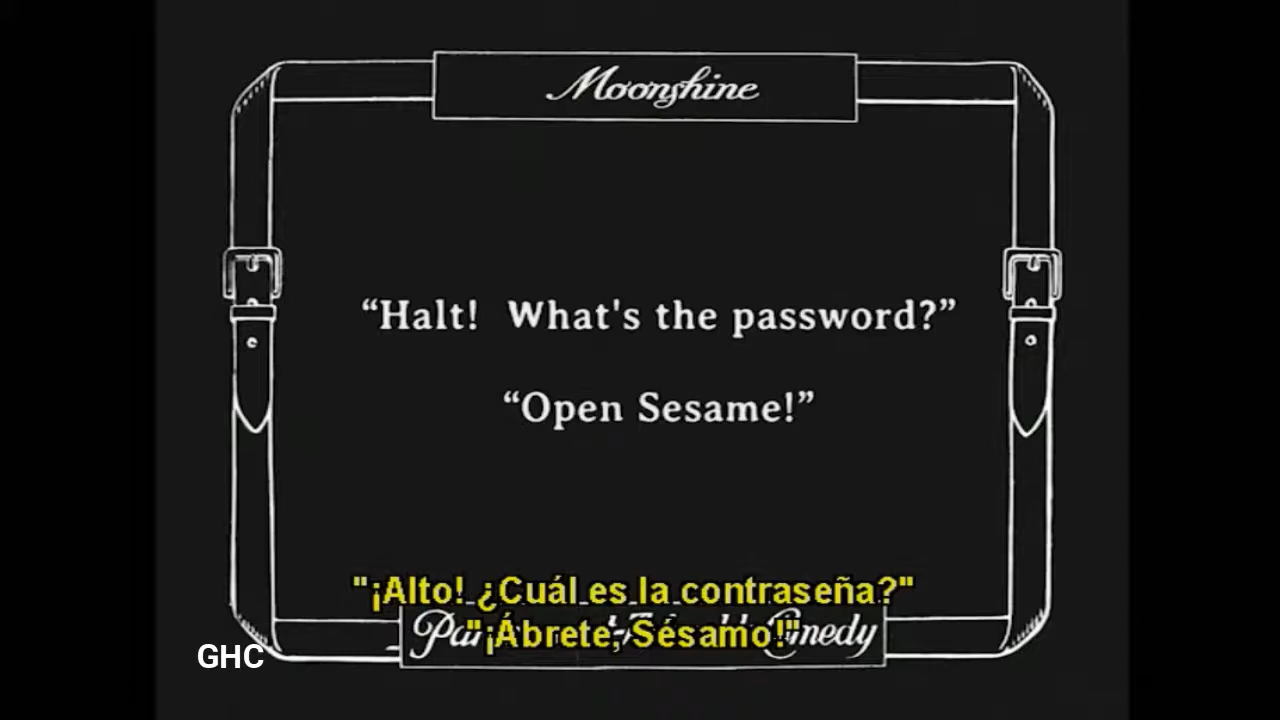 Moonshine
“Halt! What's the password?”
“Open Sesame!”
"¡Alto! ¿Cuál es la contraseña?"
"¡Ábrete, Sésamo!"
GHC